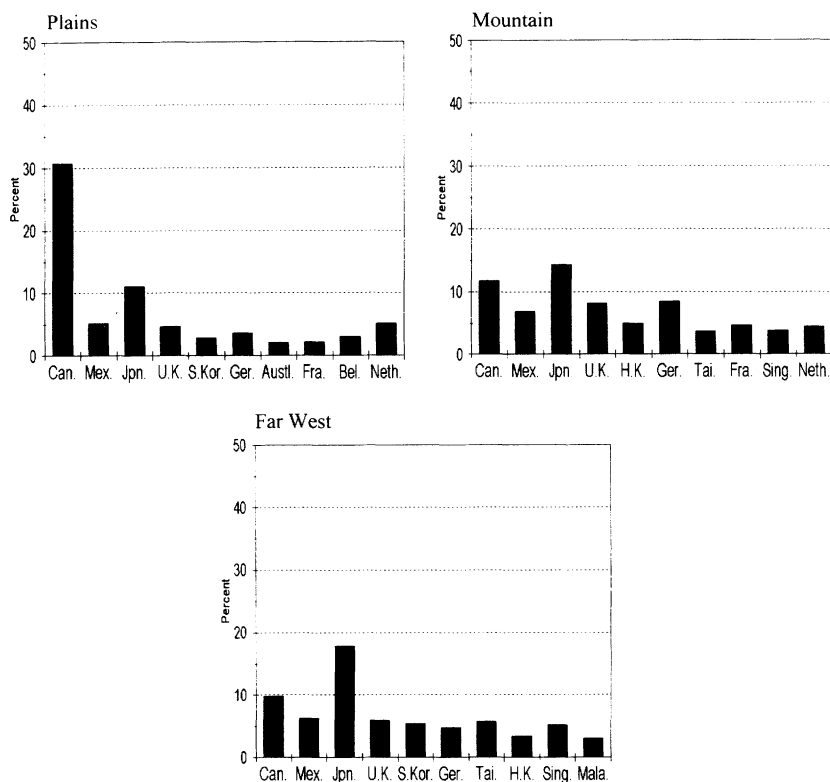 Plains
50
40
30
20
10
0
Percent
Can. Mex. Jpn. U.K. S.Kor. Ger. Austl. Fra. Bel. Neth.
Mountain
50
40
30
20
10
0
Percent
Can. Mex. Jpn U.K. H.K. Ger. Tai. Fra. Sing. Neth.
Far West
50
40
30
20
10
0
Percent
Can. Mex. Jpn. U.K. S.Kor. Ger. Tai. H.K. Sing. Mala.